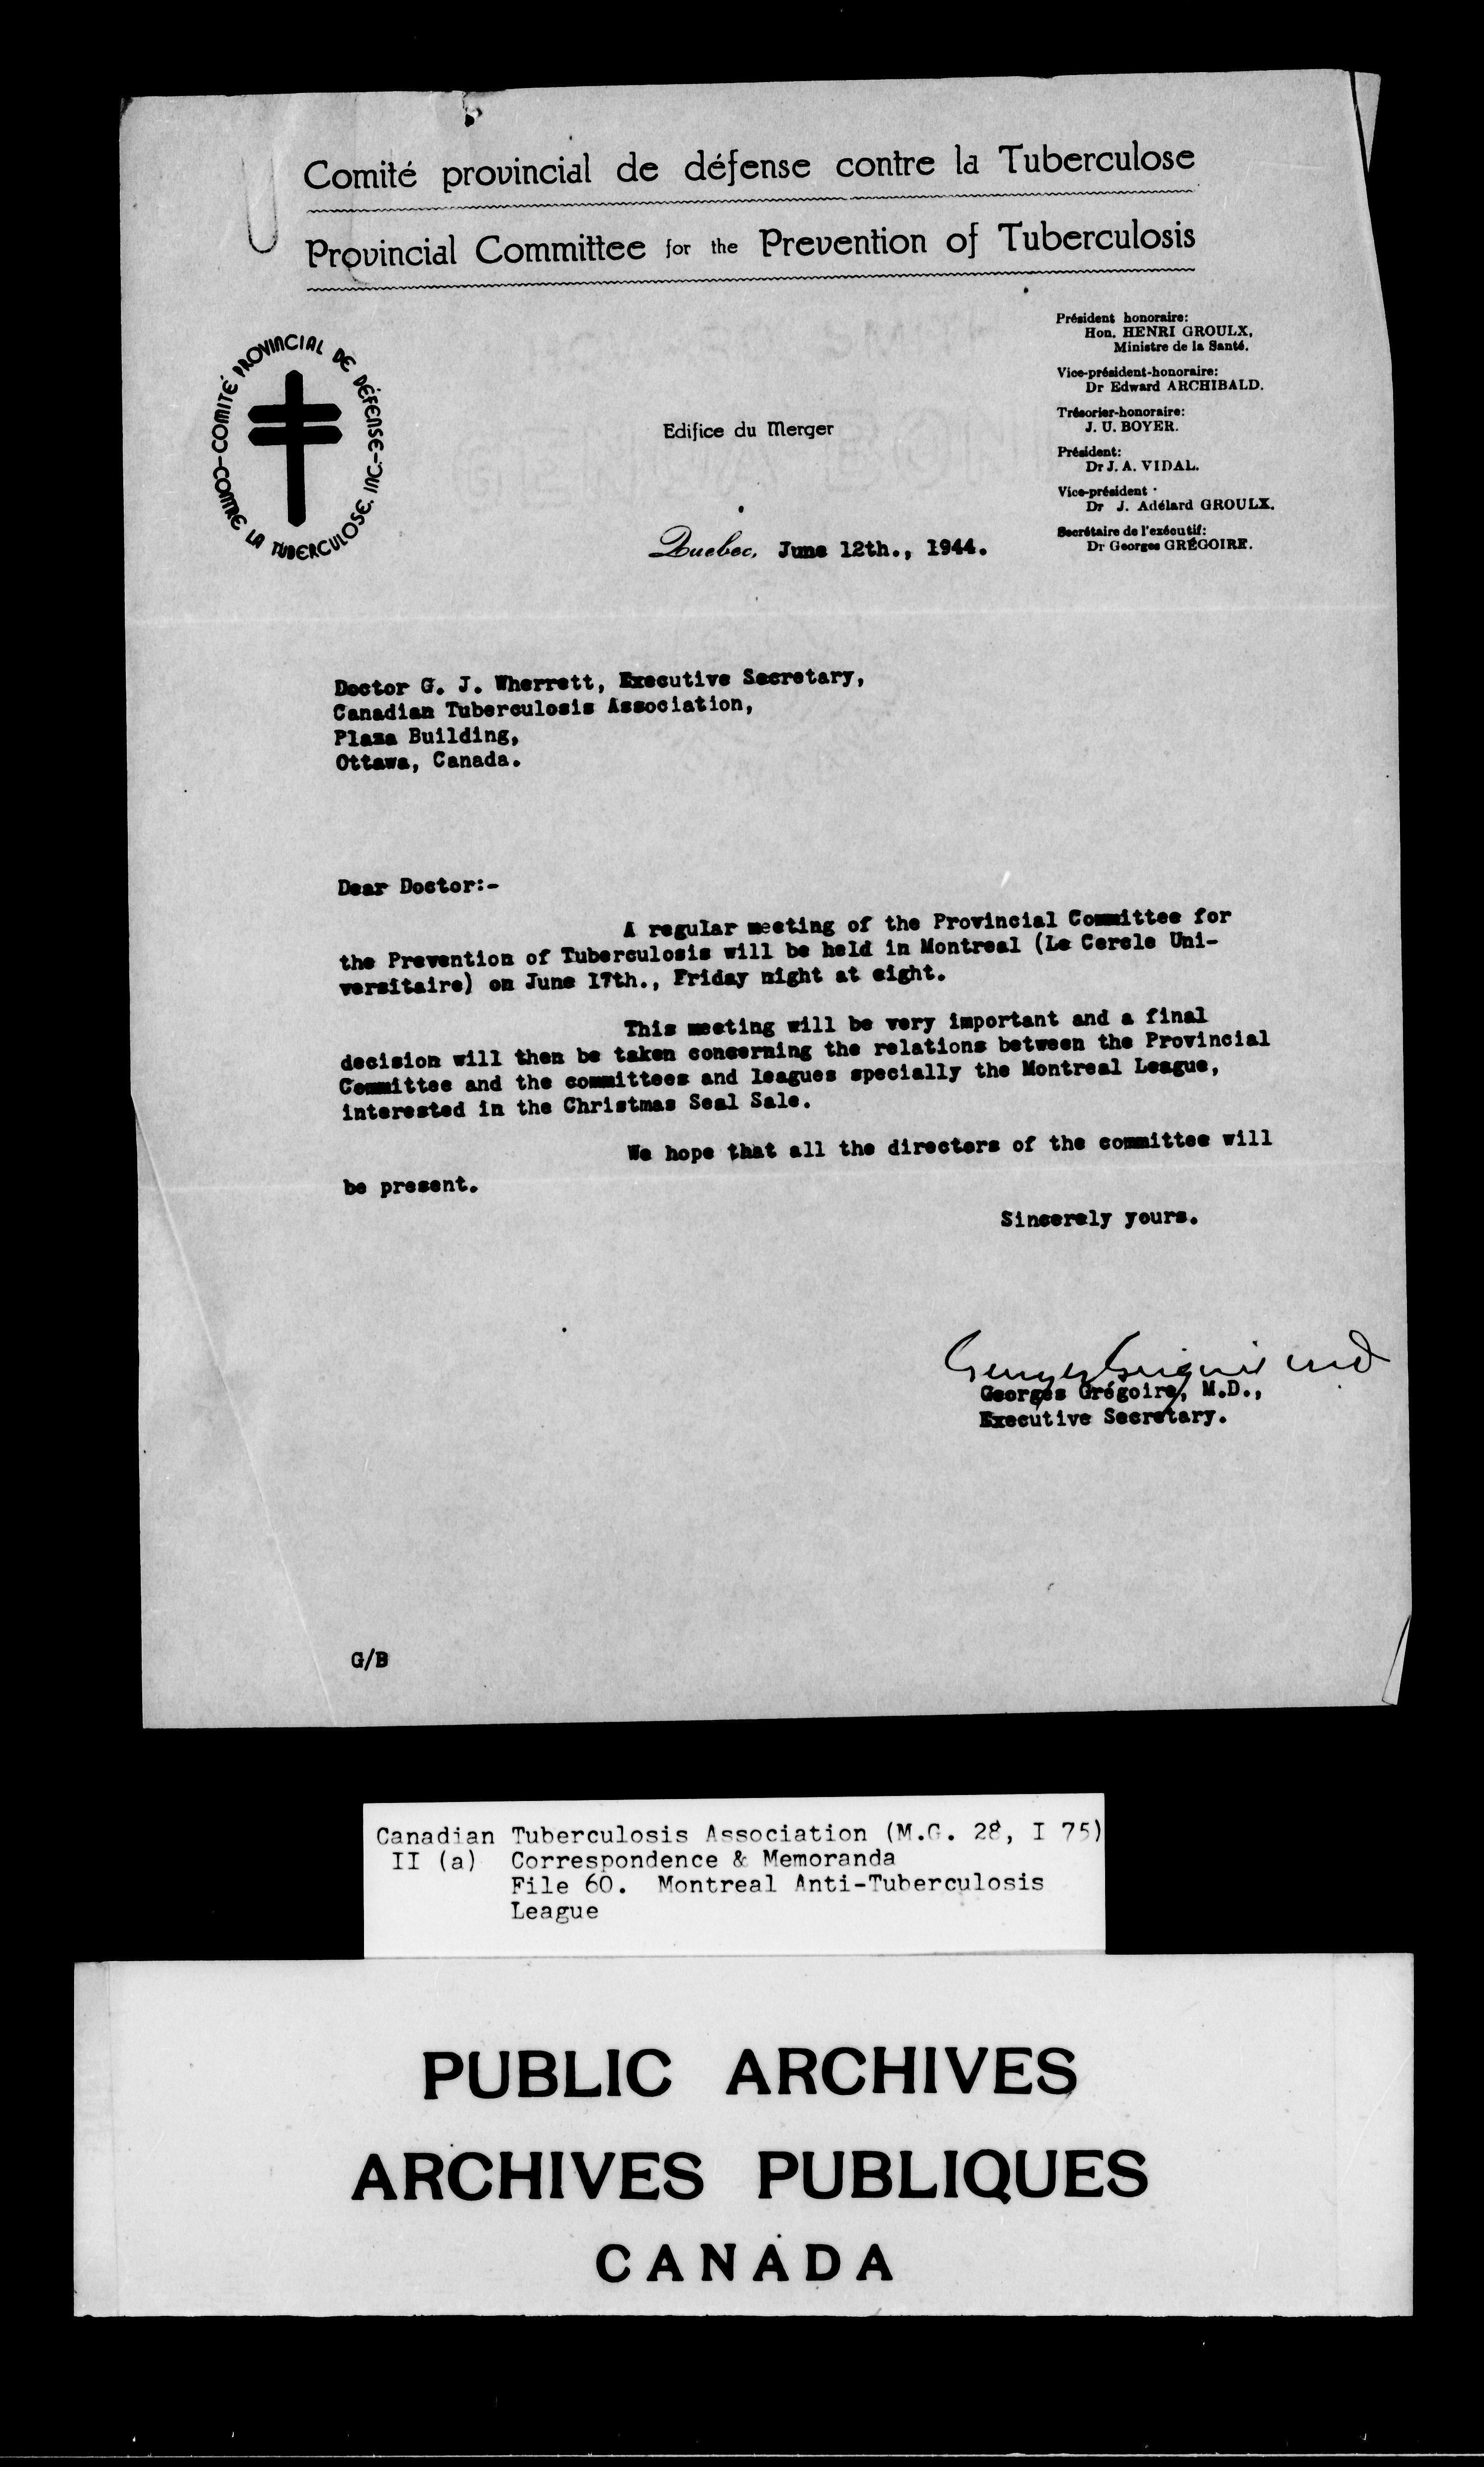 Comité provincial de défense contre la Tuberculose
Provincial Committee for the Prevention of Tuberculosis
COMITÉ PROVINCIAL DE DÉFENSE-INC.
CONTRE LA TUBERCULOSE
Edifice du Merger
Quebec, June 12th., 1944.
Président honoraire:
Hon. HENRI GROULX,
Ministre de la Santé.
Vice-président-honoraire:
Dr Edward ARCHIBALD.
Trésorier-honoraire:
J. U. BOYER.
Président:
Dr J. A. VIDAL.
Vice-président
Dr J. Adélard GROULX.
Secrétaire de l'exécutif:
Dr Georges GRÉGOIRE.
Doctor G. J. Wherrett, Executive Secretary,
Canadian Tuberculosis Association,
Plaza Building,
Ottawa, Canada.
Dear Doctor:-
A regular meeting of the Provincial Committee for
the Prevention of Tuberculosis will be held in Montreal (Le Cercle Uni-
versitaire) on June 17th., Friday night at eight.
This meeting will be very important and a final
decision will then be taken concerning the relations between the Provincial
Committee and the committees and leagues specially the Montreal League,
interested in the Christmas Seal Sale.
We hope that all the directors of the committee will
be present.
Sincerely yours.
Georges Grégoire md
Georges Grégoire, M.D.,
Executive Secretary.
G/B
Canadian Tuberculosis Association (M.G. 28, I 75)
II (a) Correspondence & Memoranda
File 60. Montreal Anti-Tuberculosis
League
PUBLIC ARCHIVES
ARCHIVES PUBLIQUES
CANADA